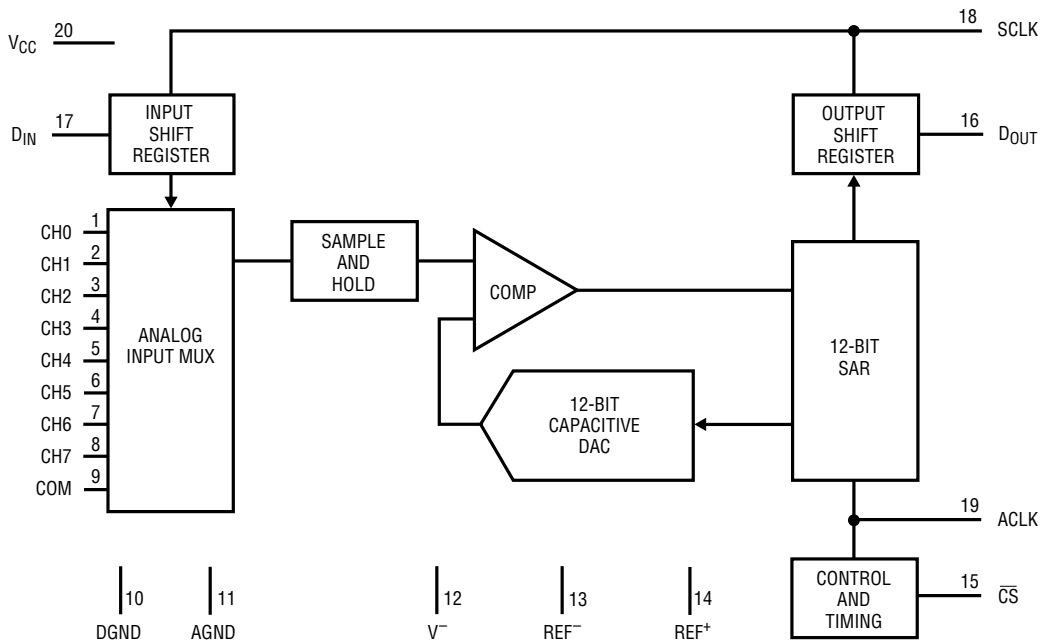 20
V_CC
18
SCLK
INPUT
SHIFT
REGISTER
17
D_IN
OUTPUT
SHIFT
REGISTER
16
D_OUT
1
CH0
2
CH1
3
CH2
4
CH3
5
CH4
6
CH5
7
CH6
8
CH7
9
COM
ANALOG
INPUT MUX
SAMPLE
AND
HOLD
COMP
12-BIT
CAPACITIVE
DAC
12-BIT
SAR
19
ACLK
CONTROL
AND
TIMING
15
C̅S̅
10
DGND
11
AGND
12
V⁻
13
REF⁻
14
REF⁺